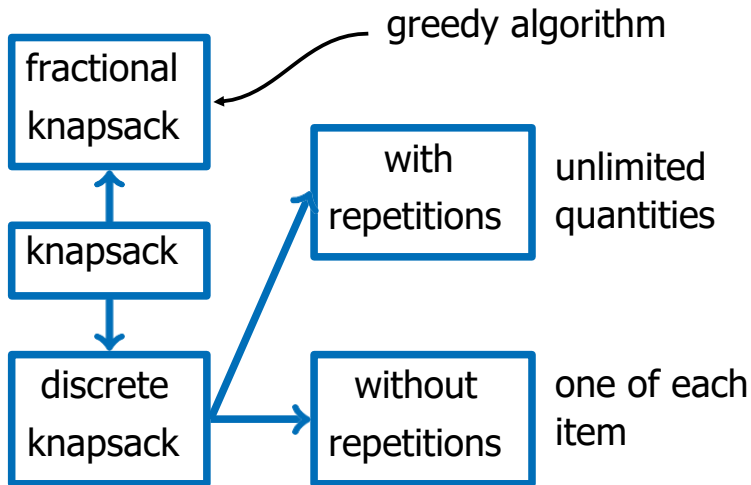 greedy algorithm
fractional
knapsack
with
repetitions
unlimited
quantities
knapsack
discrete
knapsack
without
repetitions
one of each
item